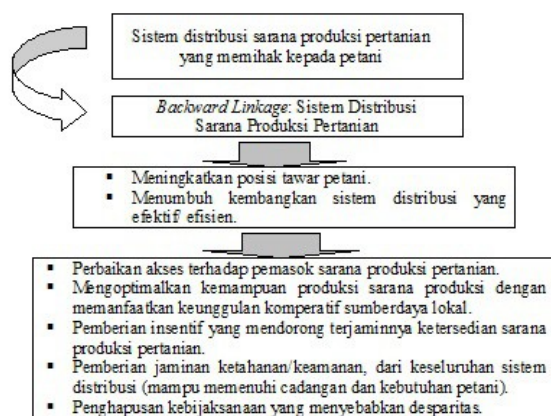 Sistem distribusi sarana produksi pertanian
yang memihak kepada petani
Backward Linkage: Sistem Distribusi
Sarana Produksi Pertanian
▪ Meningkatkan posisi tawar petani.
▪ Menumbuh kembangkan sistem distribusi yang
efektif/ efisien.
▪ Perbaikan akses terhadap pemasok sarana produksi pertanian.
▪ Mengoptimalkan kemampuan produksi sarana produksi dengan
memanfaatkan keunggulan komperatif sumberdaya lokal.
▪ Pemberian insentif yang mendorong terjaminnya ketersedian sarana
produksi pertanian.
▪ Pemberian jaminan ketahanan/keamanan, dari keseluruhan sistem
distribusi (mampu memenuhi cadangan dan kebutuhan petani).
▪ Penghapusan kebijaksanaan yang menyebabkan desparitas.